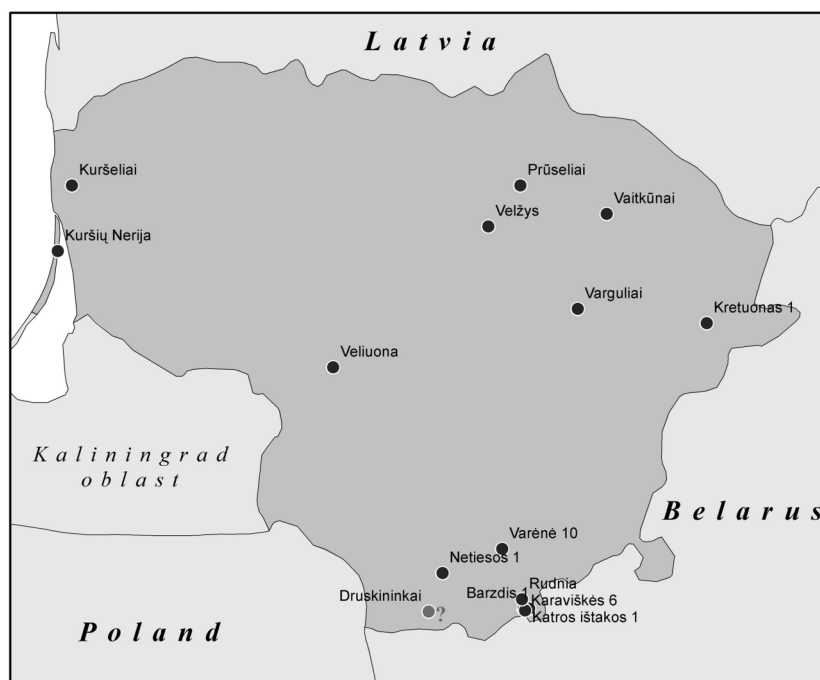 Latvia
Kuršeliai
Prūseliai
Vaitkūnai
Velžys
Kuršių Nerija
Varguliai
Kretuonas 1
Veliuona
Kaliningrad
oblast
Belarus
Varėnė 10
Netiesos 1
Rudnia
Barzdis 1
Druskininkai
Karaviškės 6
?
Katros ištakos 1
Poland